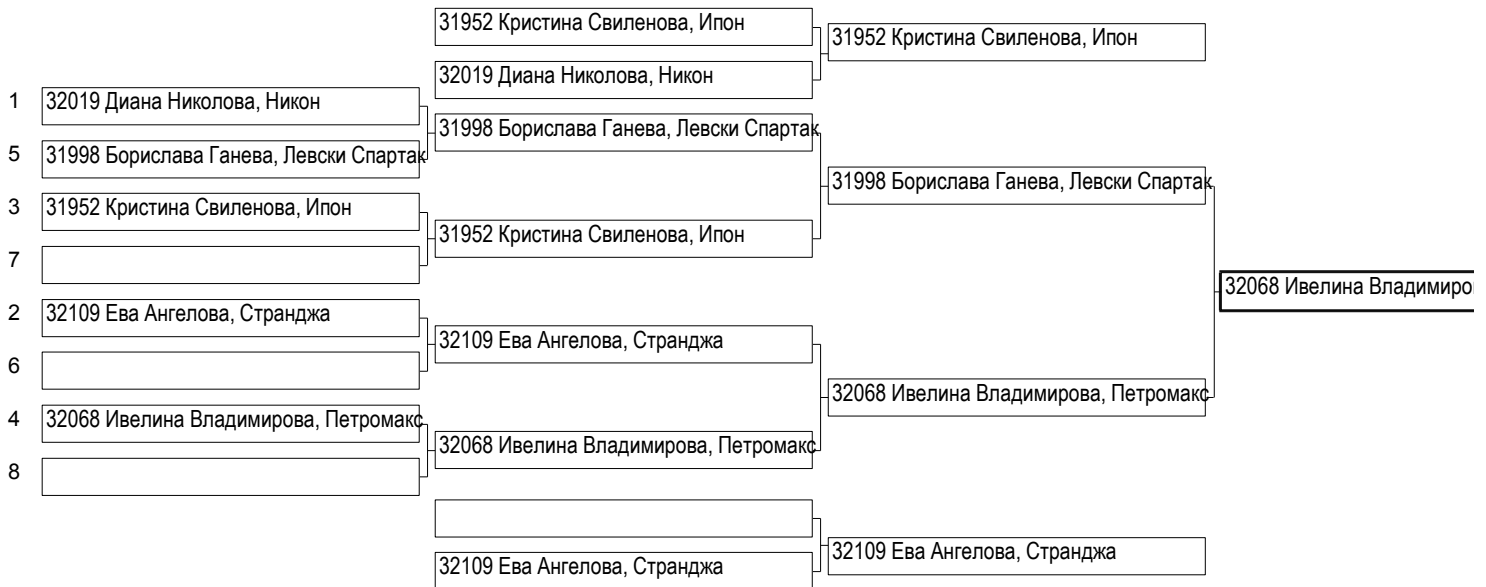 31952 Кристина Свиленова, Ипон
31952 Кристина Свиленова, Ипон
32019 Диана Николова, Никон
1 32019 Диана Николова, Никон
31998 Борислава Ганева, Левски Спартак
5 31998 Борислава Ганева, Левски Спартак
31998 Борислава Ганева, Левски Спартак
3 31952 Кристина Свиленова, Ипон
31952 Кристина Свиленова, Ипон
7
32068 Ивелина Владимиро
2 32109 Ева Ангелова, Странджа
32109 Ева Ангелова, Странджа
6
32068 Ивелина Владимирова, Петромакс
4 32068 Ивелина Владимирова, Петромакс
32068 Ивелина Владимирова, Петромакс
8
32109 Ева Ангелова, Странджа
32109 Ева Ангелова, Странджа